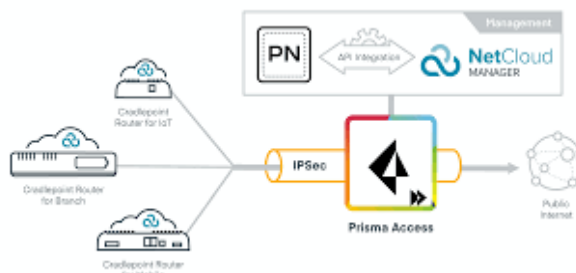 Management
PN
API Integration
NetCloud
MANAGER
Cradlepoint
Router for IoT
IPSec
Cradlepoint Router
for Branch
Prisma Access
Public
Internet
Cradlepoint Router